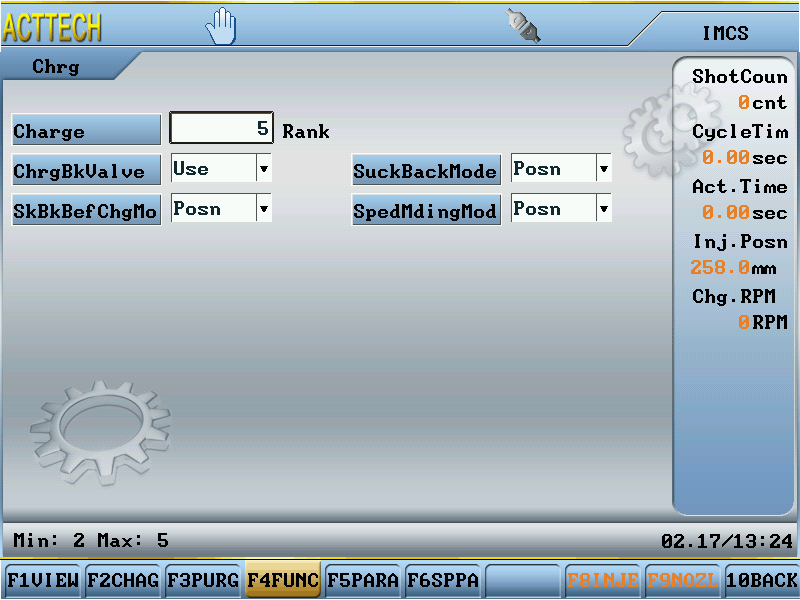 ACTTECH
IMCS
Chrg
Charge 5 Rank
ChrgBkValve Use SuckBackMode Posn
SkBkBefChgMo Posn SpedMdingMod Posn
ShotCoun
0cnt
CycleTim
0.00sec
Act.Time
0.00sec
Inj.Posn
258.0mm
Chg.RPM
0RPM
Min: 2 Max: 5 02.17/13:24
F1VIEW F2CHAG F3PURG F4FUNC F5PARA F6SPPA F8INJE F9NOZL 10BACK